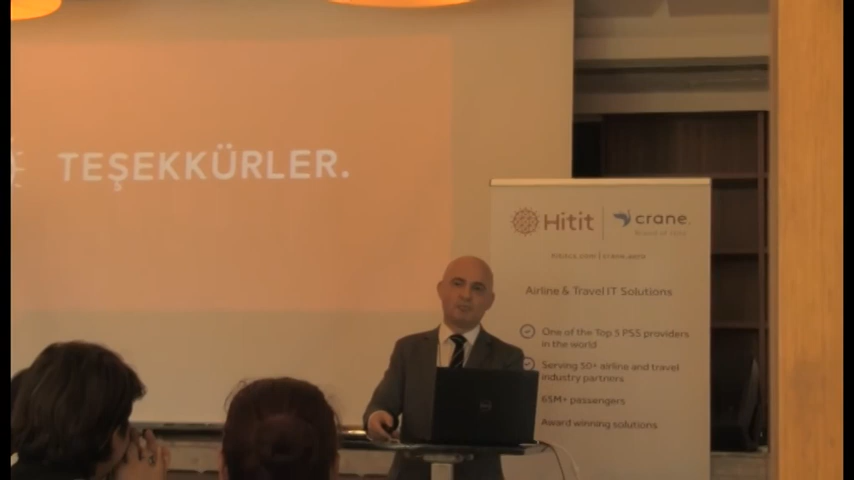 TEŞEKKÜRLER.
Hitit
crane.
Airline & Travel IT Solutions
One of the Top 3 PSS providers
in the world
Serving 50+ airline and travel
industry partners
65M+ passengers
Award winning solutions